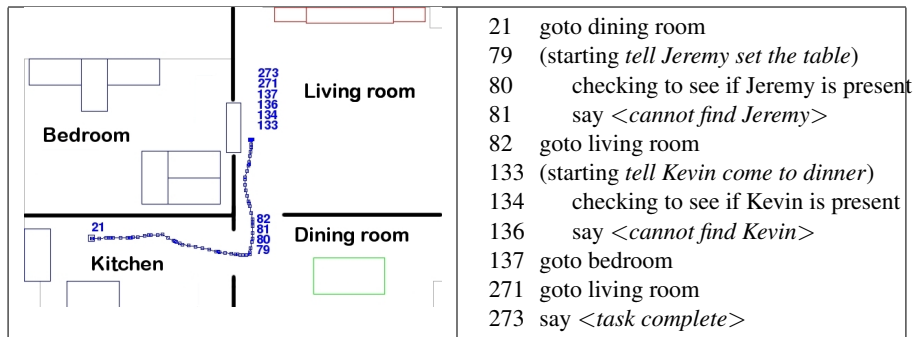 273
271
137
136
134
133
Living room
Bedroom
21
Kitchen
82
81
80
79
Dining room
21 goto dining room
79 (starting tell Jeremy set the table)
80 checking to see if Jeremy is present
81 say <cannot find Jeremy>
82 goto living room
133 (starting tell Kevin come to dinner)
134 checking to see if Kevin is present
136 say <cannot find Kevin>
137 goto bedroom
271 goto living room
273 say <task complete>